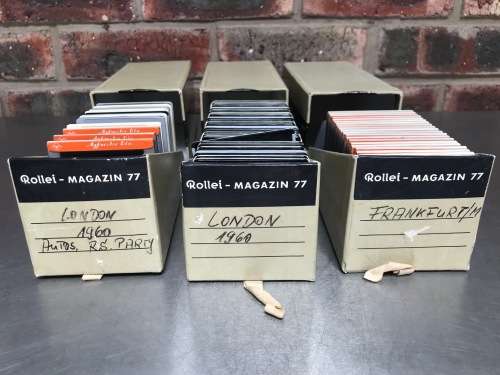 Rollei - MAGAZIN 77
LONDON
1960
AUTOS, R.S. PARTY
Rollei - MAGAZIN 77
LONDON
1960
Rollei - MAGAZIN 77
FRANKFURT/M